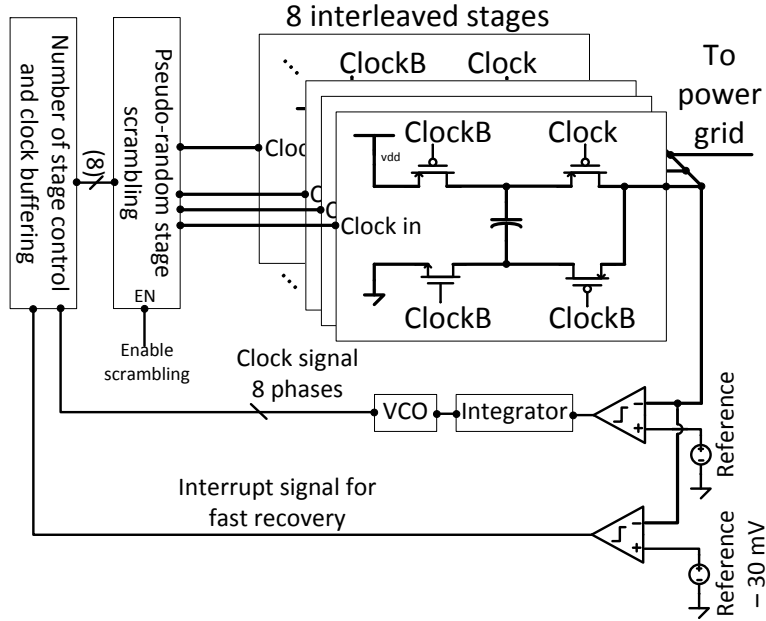 8 interleaved stages
Number of stage control
and clock buffering
(8)
Pseudo-random stage
scrambling
EN
Enable
scrambling
ClockB
Clock
Cloc
C
C
Clock in
vdd
ClockB
Clock
ClockB
ClockB
To
power
grid
Clock signal
8 phases
VCO
Integrator
Reference
Interrupt signal for
fast recovery
Reference
– 30 mV